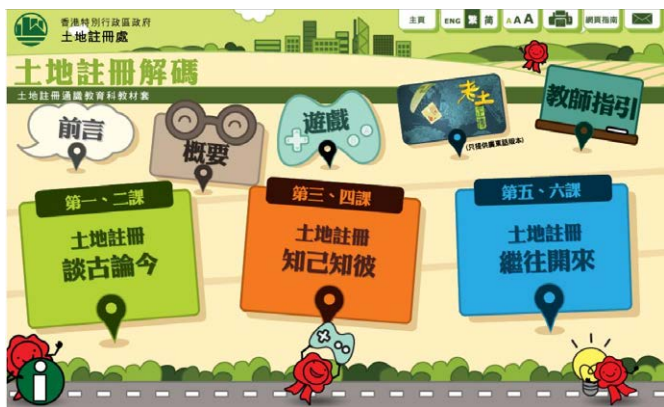 香港特別行政區政府
土地註冊處
主頁
ENG 繁 簡
A A A
網頁指南
土地註冊解碼
土地註冊通識教育科教材套
前言
概要
遊戲
老土
(只提供廣東話版本)
教師指引
第一、二課
土地註冊
談古論今
第三、四課
土地註冊
知己知彼
第五、六課
土地註冊
繼往開來
i